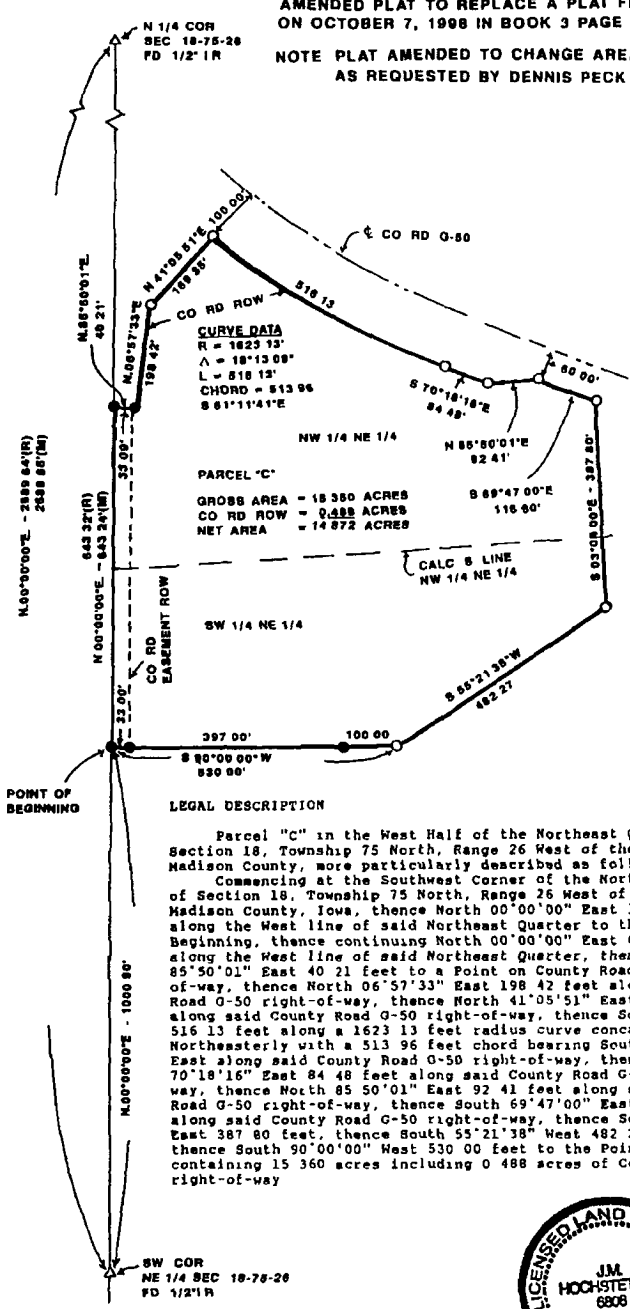 AMENDED PLAT TO REPLACE A PLAT
ON OCTOBER 7, 1998 IN BOOK 3 PAGE
NOTE PLAT AMENDED TO CHANGE
AS REQUESTED BY DENNIS PECK
N 1/4 COR
SEC 18-75-26
FD 1/2" I R
100 00'
₵ CO RD G-50
N 41°05 51"E
169 95'
CO RD ROW
516 13
N.85°50'01"E.
40 21'
N.06°57'33"E
198 42'
CURVE DATA
R = 1623 13'
Δ = 18°13 09"
L = 516 13'
CHORD = 513 96
S 61°11'41"E
60 00'
S 70°18'16"E
84 48'
N 85°50'01"E
92 41'
S 69°47 00"E
116 60'
NW 1/4 NE 1/4
S 03°08 00"E - 387 80'
33 09'
N.00°00'00"E. - 2689 64'(R)
2688 86'(M)
643 32'(R)
N 00°00'00"E. - 643 24'(M)
PARCEL "C"
GROSS AREA = 15 360 ACRES
CO RD ROW = 0.488 ACRES
NET AREA = 14 872 ACRES
CALC S LINE
NW 1/4 NE 1/4
SW 1/4 NE 1/4
CO RD
EASEMENT ROW
S 55°21 38"W
482 27
33.00'
397 00'
100 00
S 90°00 00"W
530 00'
POINT OF
BEGINNING
LEGAL DESCRIPTION
Parcel "C" in the West Half of the Northeast
Section 18, Township 75 North, Range 26 West of the
Madison County, more particularly described as
Commencing at the Southwest Corner of the
of Section 18, Township 75 North, Range 26 West of
Madison County, Iowa, thence North 00°00'00" East
along the West line of said Northeast Quarter to
Beginning, thence continuing North 00°00'00" East
along the West line of said Northeast Quarter,
85°50'01" East 40 21 feet to a Point on County Road
of-way, thence North 06°57'33" East 198 42 feet
Road G-50 right-of-way, thence North 41°05'51" East
along said County Road G-50 right-of-way, thence
516 13 feet along a 1623 13 feet radius curve
Northeasterly with a 513 96 feet chord bearing
East along said County Road G-50 right-of-way,
70°18'16" East 84 48 feet along said County Road
way, thence North 85 50'01" East 92 41 feet along
Road G-50 right-of-way, thence South 69°47'00" East
along said County Road G-50 right-of-way, thence
East 387 80 feet, thence South 55°21'38" West 482
thence South 90°00'00" West 530 00 feet to the
containing 15 360 acres including 0 488 acres of
right-of-way
N.00°00'00"E - 1000 90'
SW COR
NE 1/4 SEC 18-75-26
FD 1/2" I R
LICENSED LAND
J.M.
6808